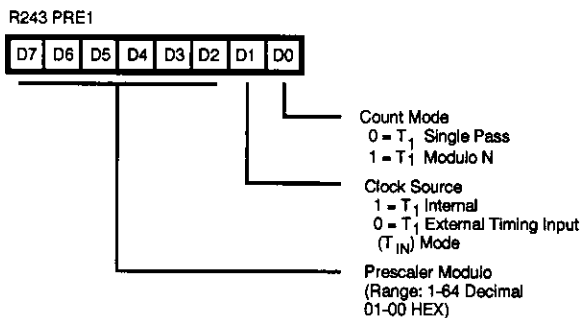 R243 PRE1
D7 D6 D5 D4 D3 D2 D1 D0
Count Mode
0 = T1 Single Pass
1 = T1 Modulo N
Clock Source
1 = T1 Internal
0 = T1 External Timing Input
(TIN) Mode
Prescaler Modulo
(Range: 1-64 Decimal
01-00 HEX)